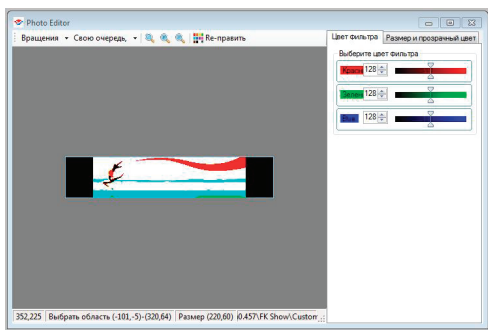 Photo Editor
Вращения Свою очередь, Re-править
Цвет фильтра Размер и прозрачный цвет
Выберите цвет фильтра
128
128
128
352,225 Выбрать область (-101,-5)-(320,64) Размер (220,60) 0.457\FK Show\Custom